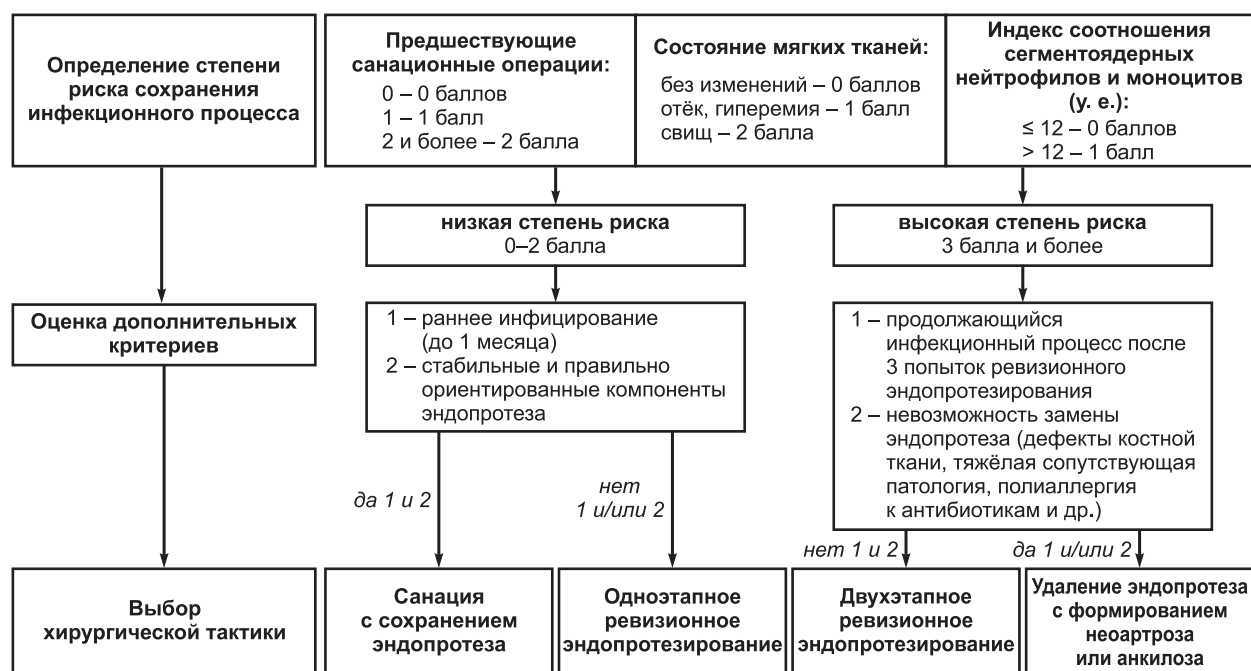 Определение степени
риска сохранения
инфекционного процесса
Предшествующие
санационные операции:
0 – 0 баллов
1 – 1 балл
2 и более – 2 балла
Состояние мягких тканей:
без изменений – 0 баллов
отёк, гиперемия – 1 балл
свищ – 2 балла
Индекс соотношения
сегментоядерных
нейтрофилов и моноцитов
(у. е.):
≤ 12 – 0 баллов
> 12 – 1 балл
низкая степень риска
0–2 балла
высокая степень риска
3 балла и более
Оценка дополнительных
критериев
1 – раннее инфицирование
(до 1 месяца)
2 – стабильные и правильно
ориентированные компоненты
эндопротеза
1 – продолжающийся
инфекционный процесс после
3 попыток ревизионного
эндопротезирования
2 – невозможность замены
эндопротеза (дефекты костной
ткани, тяжёлая сопутствующая
патология, полиаллергия
к антибиотикам и др.)
да 1 и 2
нет
1 и/или 2
нет 1 и 2
да 1 и/или 2
Выбор
хирургической тактики
Санация
с сохранением
эндопротеза
Одноэтапное
ревизионное
эндопротезирование
Двухэтапное
ревизионное
эндопротезирование
Удаление эндопротеза
с формированием
неоартроза
или анкилоза